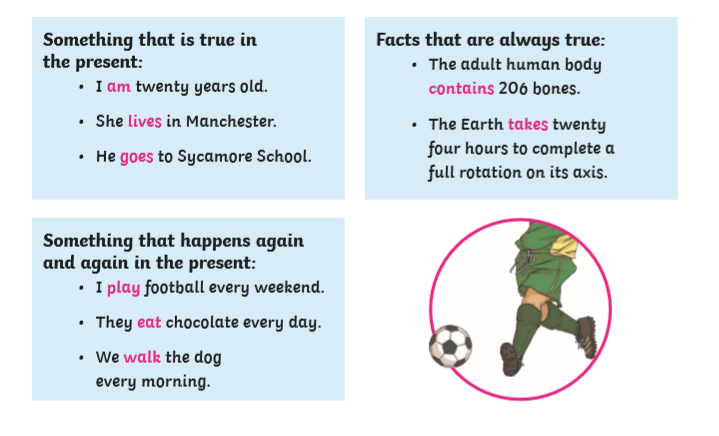 Something that is true in
the present:
• I am twenty years old.
• She lives in Manchester.
• He goes to Sycamore School.
Facts that are always true:
• The adult human body
contains 206 bones.
• The Earth takes twenty
four hours to complete a
full rotation on its axis.
Something that happens again
and again in the present:
• I play football every weekend.
• They eat chocolate every day.
• We walk the dog
every morning.